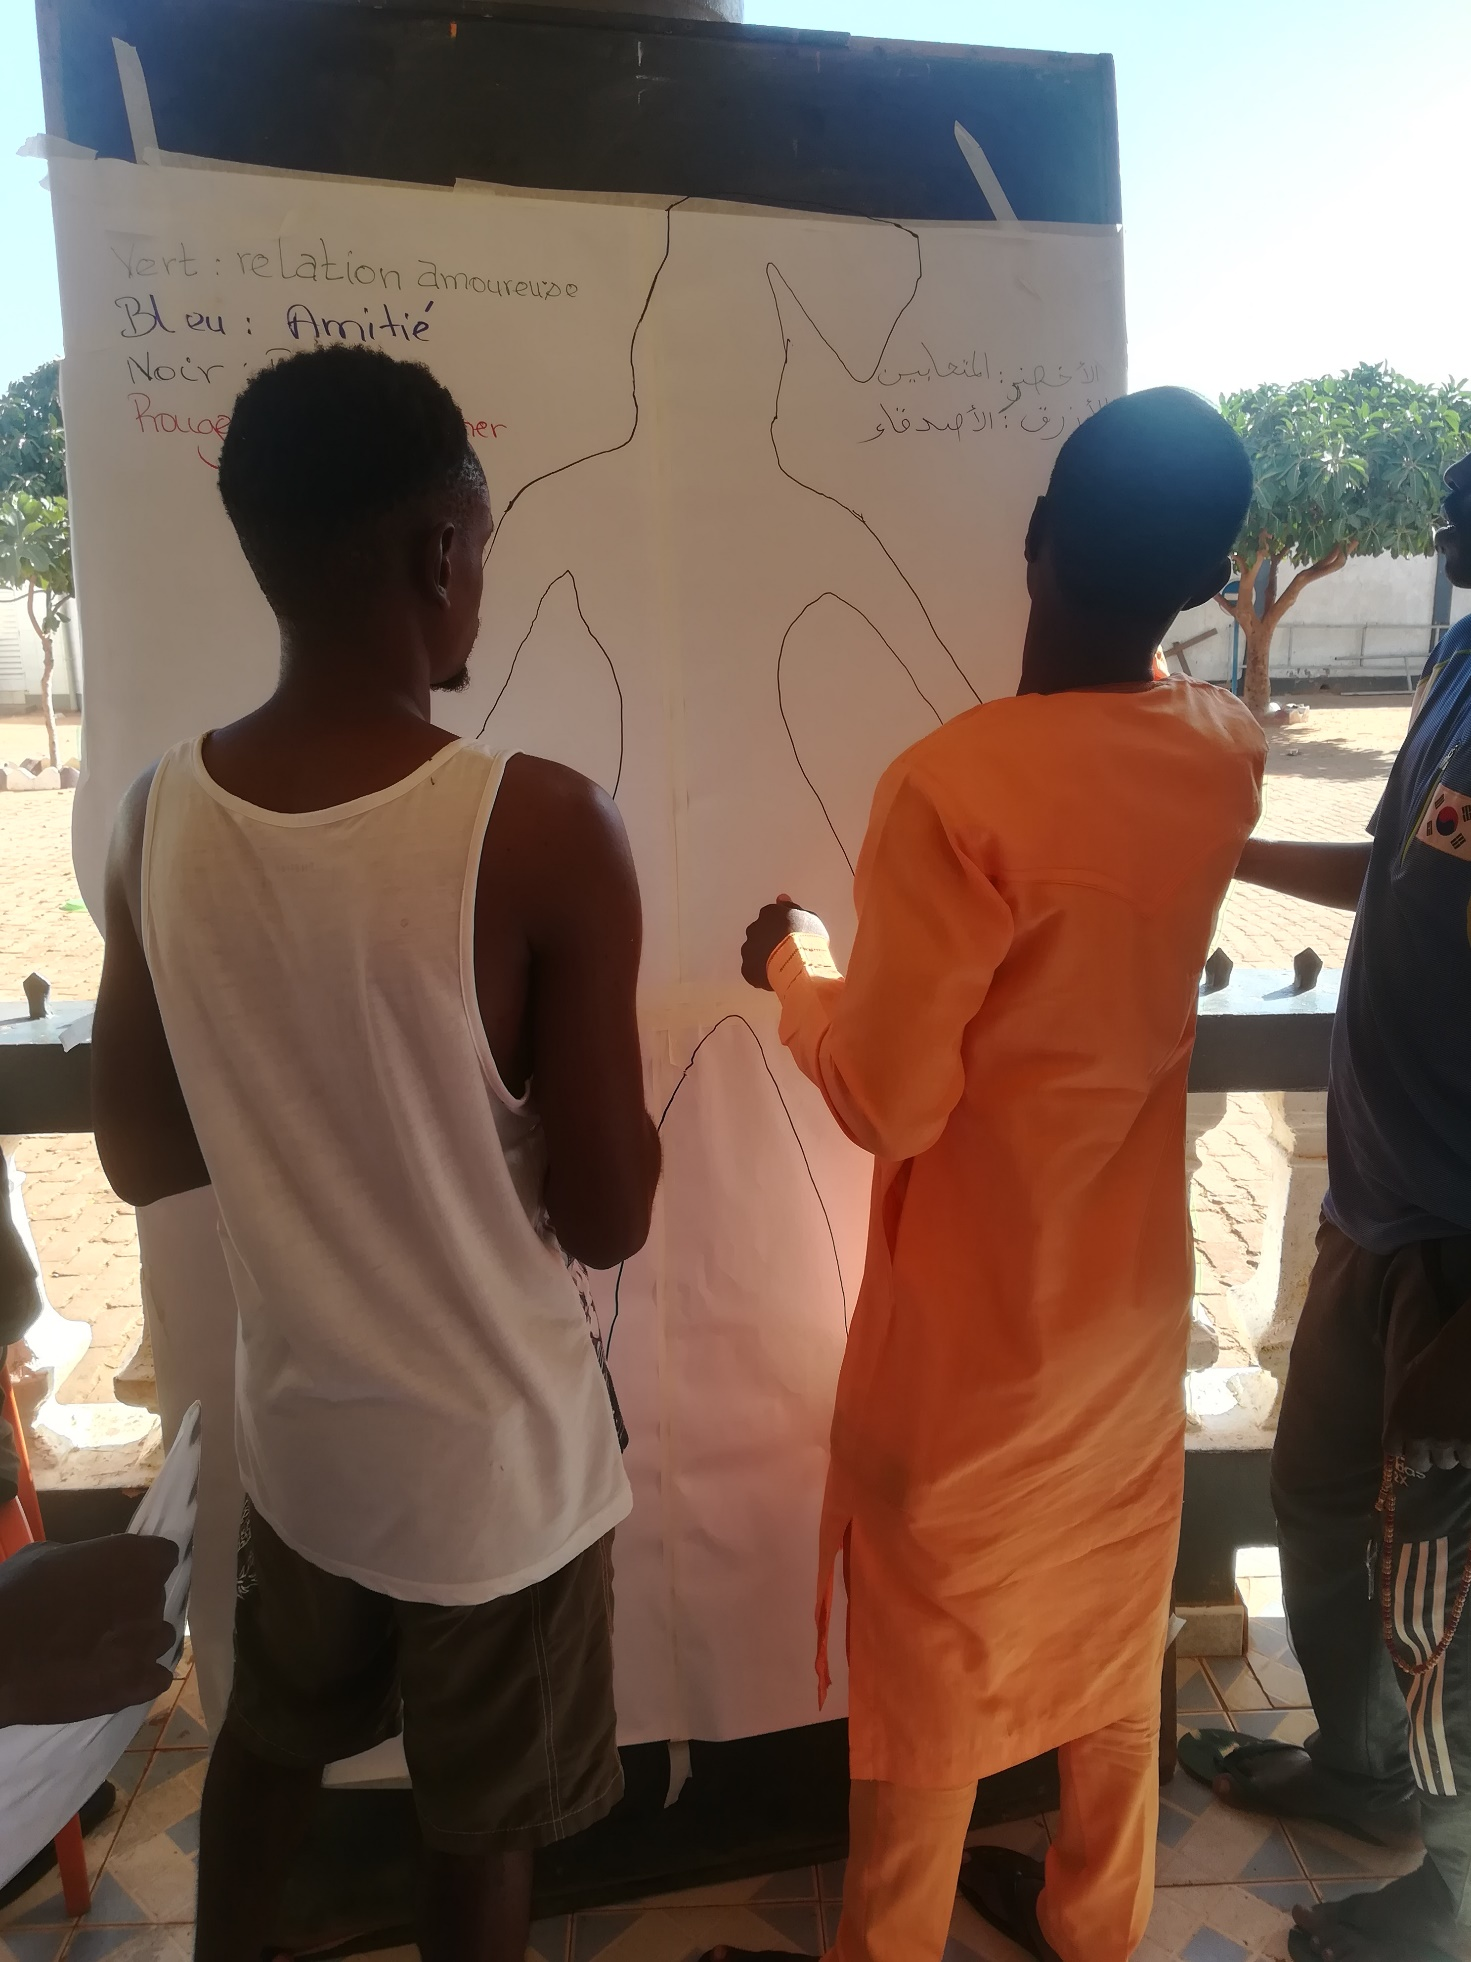 Vert : relation amoureuse
Bleu : Amitié
Noir :
Rouge
الأخضر : المتحابين
الأزرق : الأصدقاء